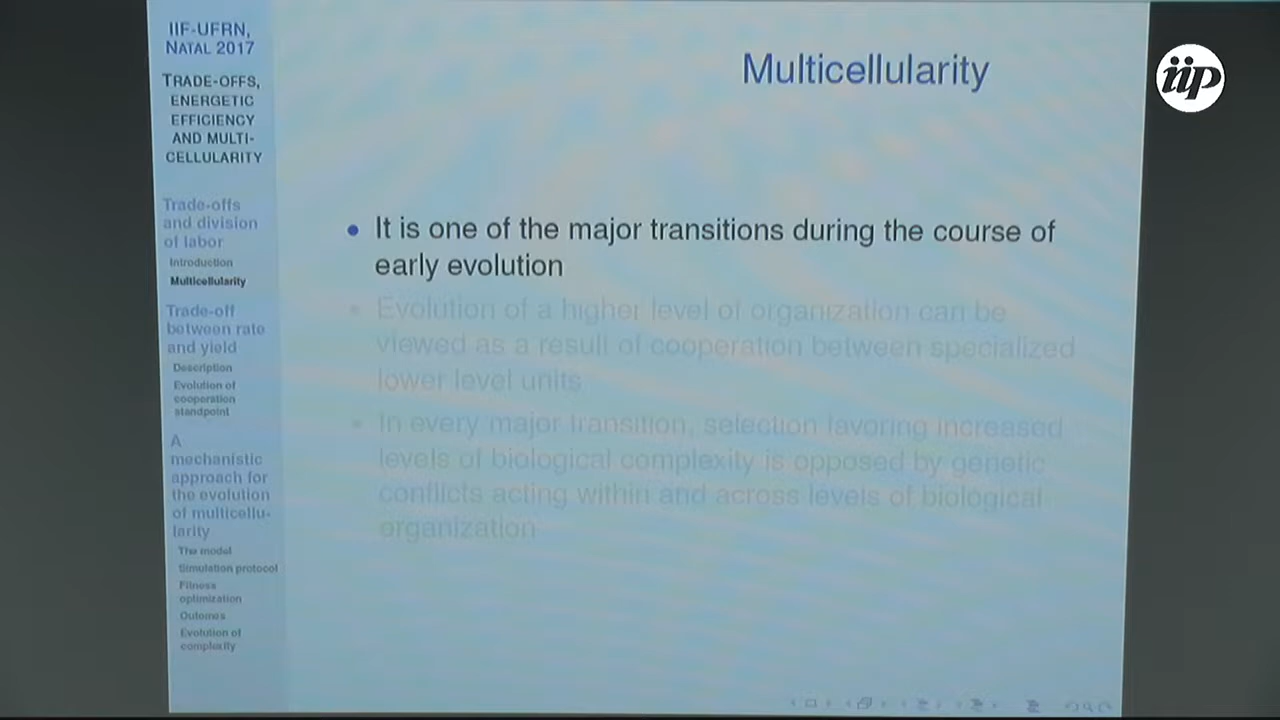 IIF-UFRN,
NATAL 2017
TRADE-OFFS,
ENERGETIC
EFFICIENCY
AND MULTI-
CELLULARITY
Trade-offs
and division
of labor
Introduction
Multicellularity
Trade-off
between rate
and yield
Description
Evolution of
cooperation
standpoint
A
mechanistic
approach for
the evolution
of multicellu-
larity
The model
Simulation protocol
Fitness
optimization
Outomes
Evolution of
complexity
Multicellularity
• It is one of the major transitions during the course of
early evolution
• Evolution of a higher level of organization can be
viewed as a result of cooperation between specialized
lower level units
• In every major transition, selection favoring increased
levels of biological complexity is opposed by genetic
conflicts acting within and across levels of biological
organization
iip